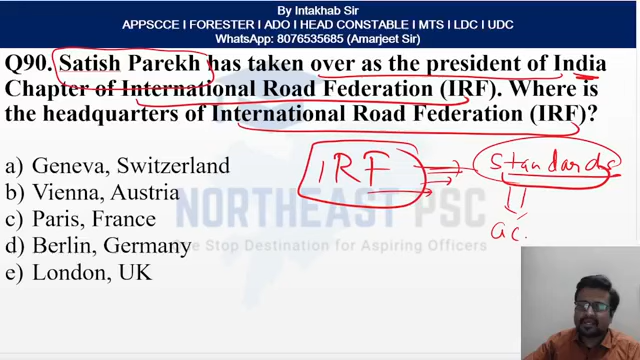 By Intakhab Sir
APPSCCE I FORESTER I ADO I HEAD CONSTABLE I MTS I LDC I UDC
WhatsApp: 8076535685 (Amarjeet Sir)
Q90. Satish Parekh has taken over as the president of India
Chapter of International Road Federation (IRF). Where is
the headquarters of International Road Federation (IRF)?
IRF
standards
ac
a) Geneva, Switzerland
b) Vienna, Austria
c) Paris, France
d) Berlin, Germany
e) London, UK
NORTHEAST PSC
One Stop Destination for Aspiring Officers